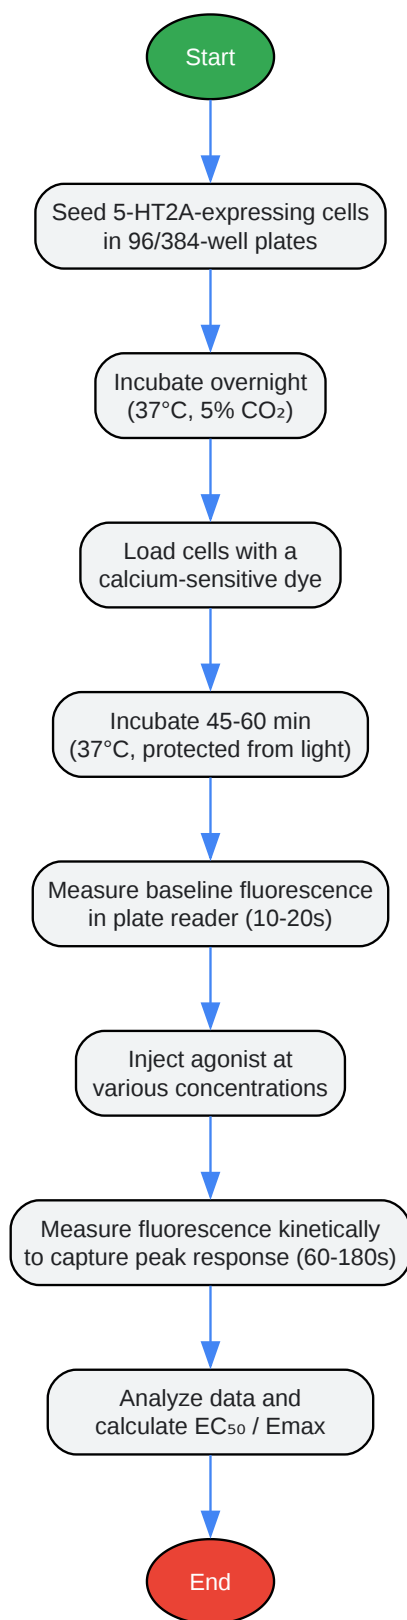 Start
Seed 5-HT2A-expressing cells
in 96/384-well plates
Incubate overnight
(37°C, 5% CO₂)
Load cells with a
calcium-sensitive dye
Incubate 45-60 min
(37°C, protected from light)
Measure baseline fluorescence
in plate reader (10-20s)
Inject agonist at
various concentrations
Measure fluorescence kinetically
to capture peak response (60-180s)
Analyze data and
calculate EC₅₀ / Emax
End